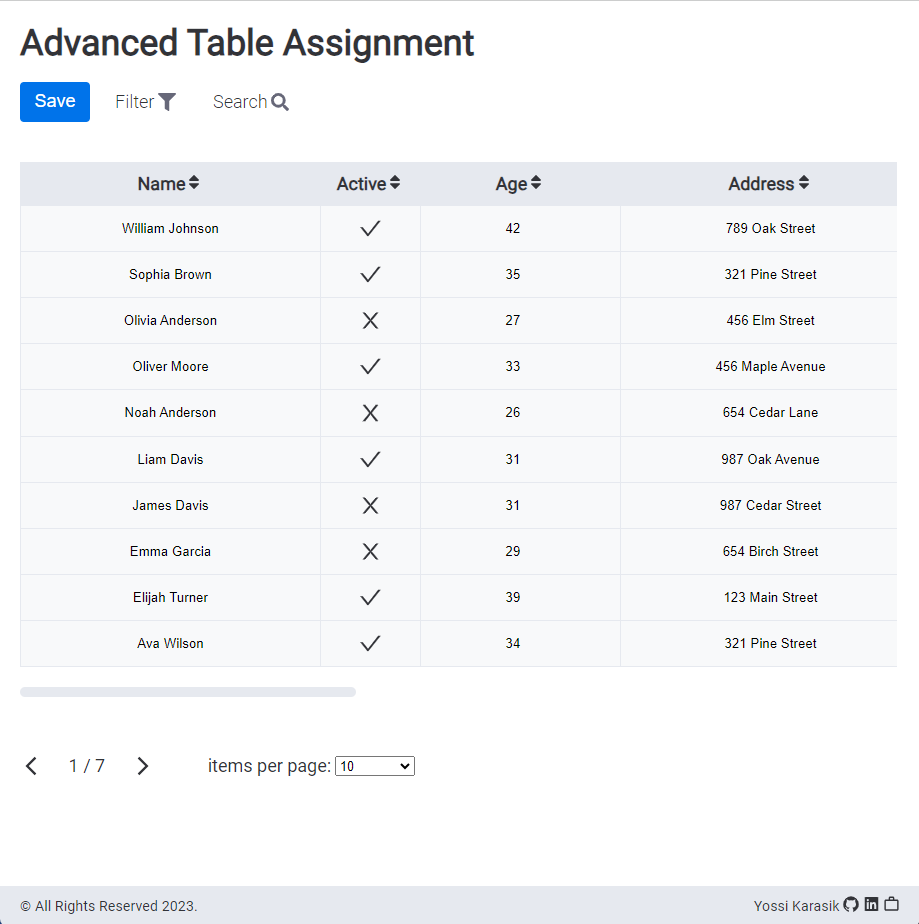 Advanced Table Assignment
Save Filter Search
Name Active Age Address
William Johnson 42 789 Oak Street
Sophia Brown 35 321 Pine Street
Olivia Anderson 27 456 Elm Street
Oliver Moore 33 456 Maple Avenue
Noah Anderson 26 654 Cedar Lane
Liam Davis 31 987 Oak Avenue
James Davis 31 987 Cedar Street
Emma Garcia 29 654 Birch Street
Elijah Turner 39 123 Main Street
Ava Wilson 34 321 Pine Street
1 / 7 items per page: 10
© All Rights Reserved 2023. Yossi Karasik